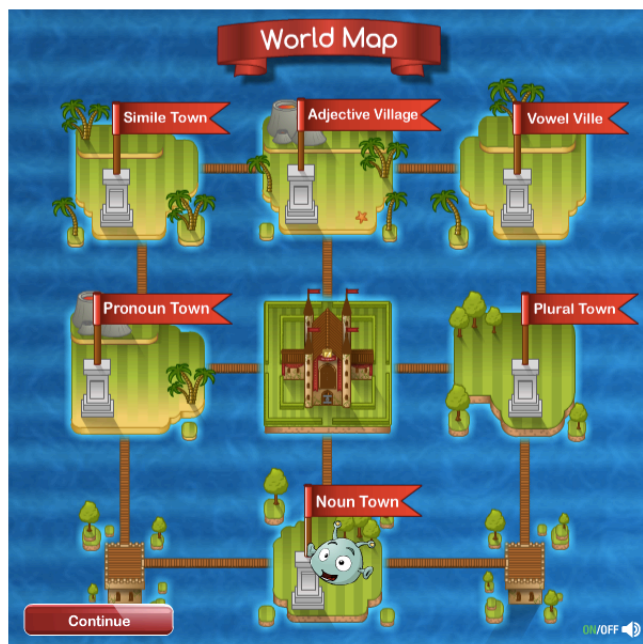 World Map
Simile Town
Adjective Village
Vowel Ville
Pronoun Town
Plural Town
Noun Town
Continue
ON/OFF